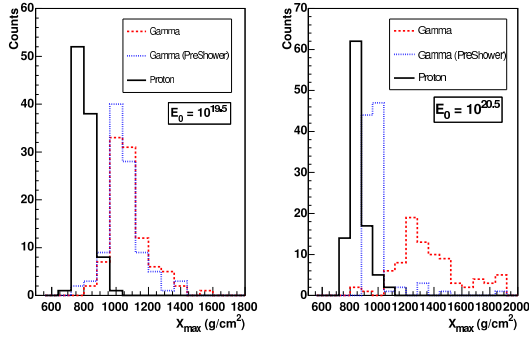 Counts
60
50
40
30
20
10
0
Gamma
Gamma (PreShower)
Proton
E0 = 10^19.5
600 800 1000 1200 1400 1600 1800
Xmax (g/cm²)
Counts
70
60
50
40
30
20
10
0
Gamma
Gamma (PreShower)
Proton
E0 = 10^20.5
600 800 1000 1200 1400 1600 1800 2000
Xmax (g/cm²)